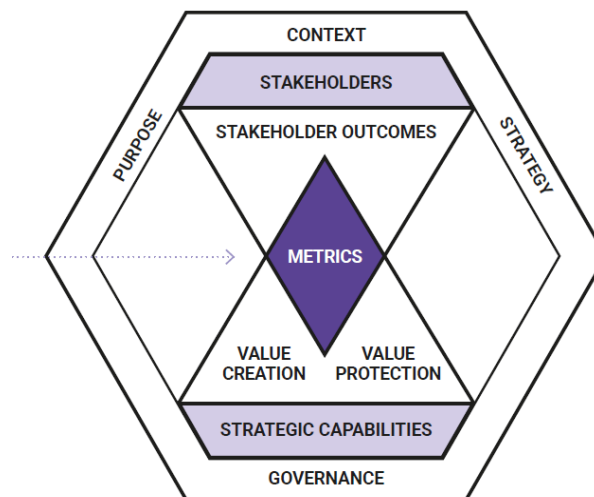 CONTEXT
STAKEHOLDERS
PURPOSE
STRATEGY
STAKEHOLDER OUTCOMES
METRICS
VALUE
CREATION
VALUE
PROTECTION
STRATEGIC CAPABILITIES
GOVERNANCE